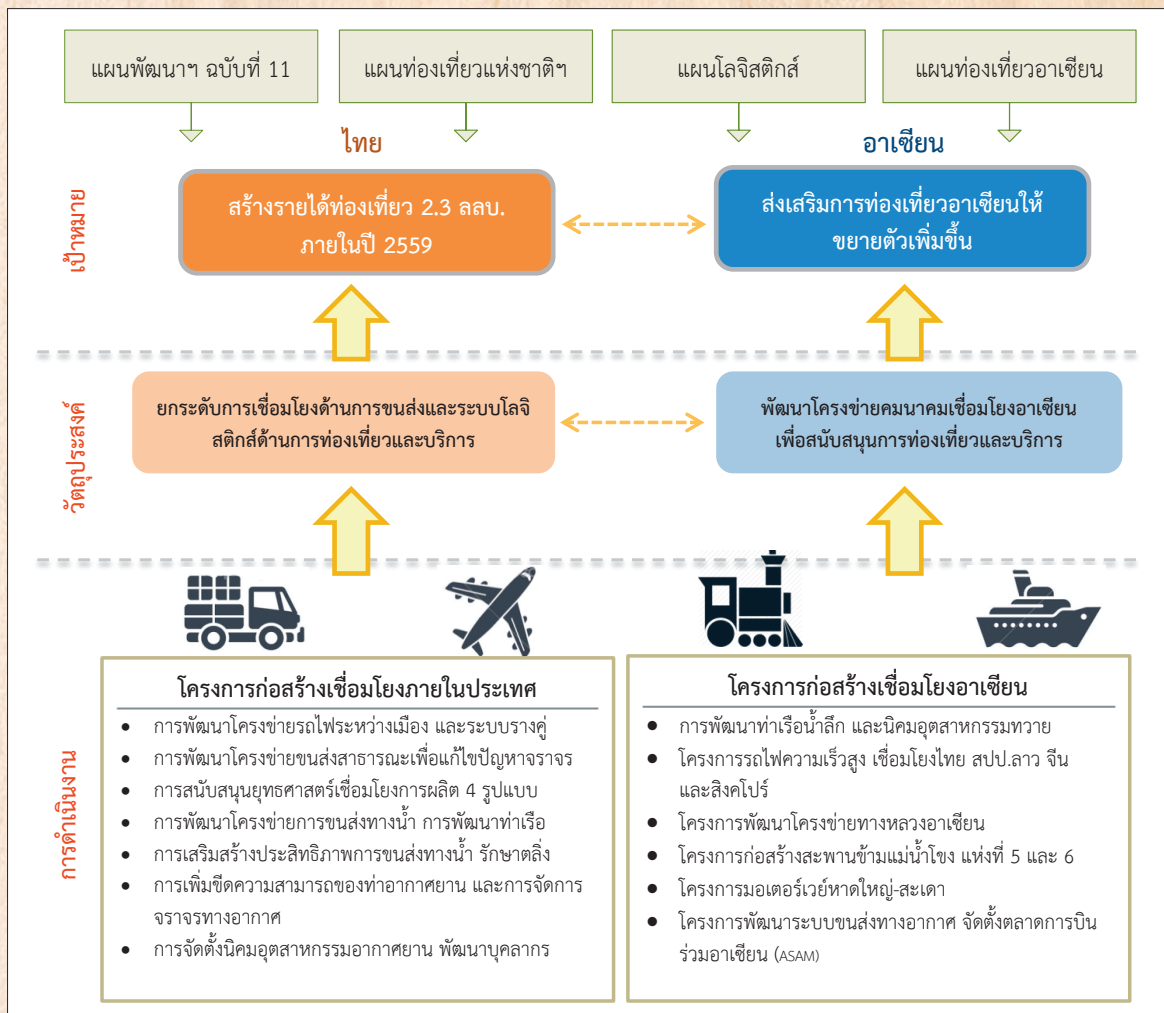 แผนพัฒนาฯ ฉบับที่ 11
แผนท่องเที่ยวแห่งชาติฯ
แผนโลจิสติกส์
แผนท่องเที่ยวอาเซียน
ไทย
อาเซียน
เป้าหมาย
สร้างรายได้ท่องเที่ยว 2.3 ลลบ.
ภายในปี 2559
ส่งเสริมการท่องเที่ยวอาเซียนให้
ขยายตัวเพิ่มขึ้น
วัตถุประสงค์
ยกระดับการเชื่อมโยงด้านการขนส่งและระบบโลจิ
สติกส์ด้านการท่องเที่ยวและบริการ
พัฒนาโครงข่ายคมนาคมเชื่อมโยงอาเซียน
เพื่อสนับสนุนการท่องเที่ยวและบริการ
การดำเนินงาน
โครงการก่อสร้างเชื่อมโยงภายในประเทศ
• การพัฒนาโครงข่ายรถไฟระหว่างเมือง และระบบรางคู่
• การพัฒนาโครงข่ายขนส่งสาธารณะเพื่อแก้ไขปัญหาจราจร
• การสนับสนุนยุทธศาสตร์เชื่อมโยงการผลิต 4 รูปแบบ
• การพัฒนาโครงข่ายการขนส่งทางน้ำ การพัฒนาท่าเรือ
• การเสริมสร้างประสิทธิภาพการขนส่งทางน้ำ รักษาตลิ่ง
• การเพิ่มขีดความสามารถของท่าอากาศยาน และการจัดการ
จราจรทางอากาศ
• การจัดตั้งนิคมอุตสาหกรรมอากาศยาน พัฒนาบุคลากร
โครงการก่อสร้างเชื่อมโยงอาเซียน
• การพัฒนาท่าเรือน้ำลึก และนิคมอุตสาหกรรมทวาย
• โครงการรถไฟความเร็วสูง เชื่อมโยงไทย สปป.ลาว จีน
และสิงคโปร์
• โครงการพัฒนาโครงข่ายทางหลวงอาเซียน
• โครงการก่อสร้างสะพานข้ามแม่น้ำโขง แห่งที่ 5 และ 6
• โครงการมอเตอร์เวย์หาดใหญ่-สะเดา
• โครงการพัฒนาระบบขนส่งทางอากาศ จัดตั้งตลาดการบิน
ร่วมอาเซียน (ASAM)